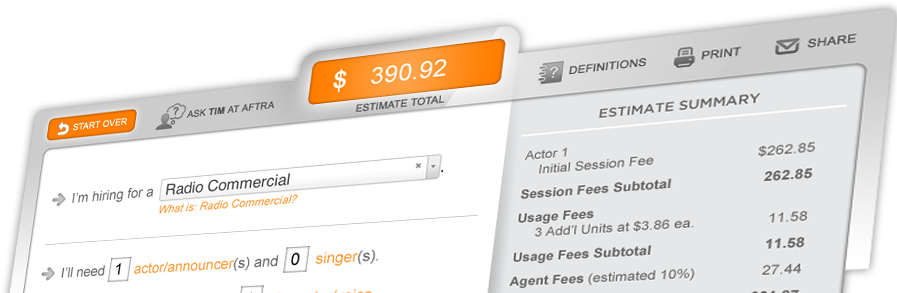 $ 390.92
ESTIMATE TOTAL
START OVER
ASK TIM AT AFTRA
DEFINITIONS
PRINT
SHARE
I'm hiring for a Radio Commercial .
What is: Radio Commercial?
I'll need 1 actor/announcer(s) and 0 singer(s).
ESTIMATE SUMMARY
Actor 1
Initial Session Fee $262.85
Session Fees Subtotal 262.85
Usage Fees
3 Add'l Units at $3.86 ea. 11.58
Usage Fees Subtotal 11.58
Agent Fees (estimated 10%) 27.44